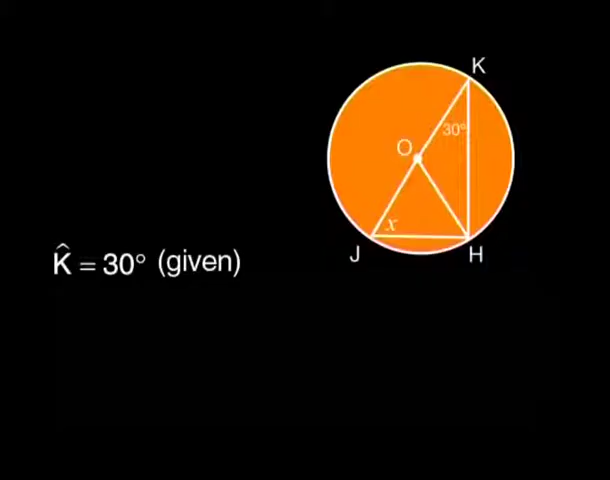 K
30°
O
x
J
H
K̂ = 30° (given)